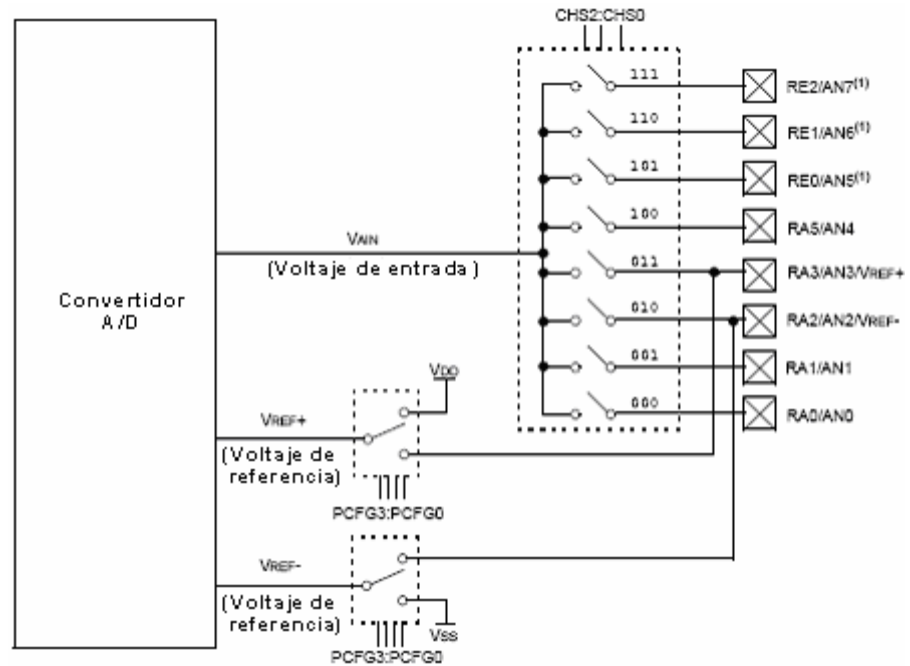 CHS2:CHS0
111 RE2/AN7(1)
110 RE1/AN6(1)
101 RE0/AN5(1)
100 RA5/AN4
VAIN
(Voltaje de entrada)
011 RA3/AN3/VREF+
Convertidor
A/D
010 RA2/AN2/VREF-
001 RA1/AN1
VDD
000 RA0/AN0
VREF+
(Voltaje de
referencia)
PCFG3:PCFG0
VREF-
(Voltaje de
referencia)
VSS
PCFG3:PCFG0